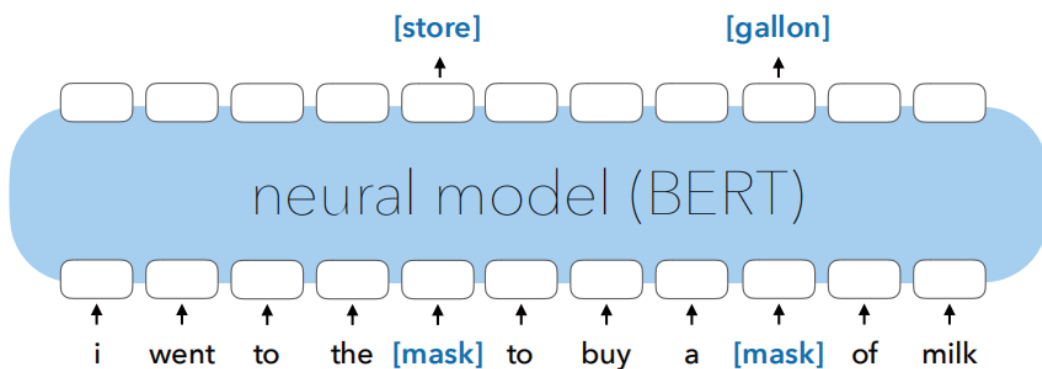 [store] [gallon]
neural model (BERT)
i went to the [mask] to buy a [mask] of milk